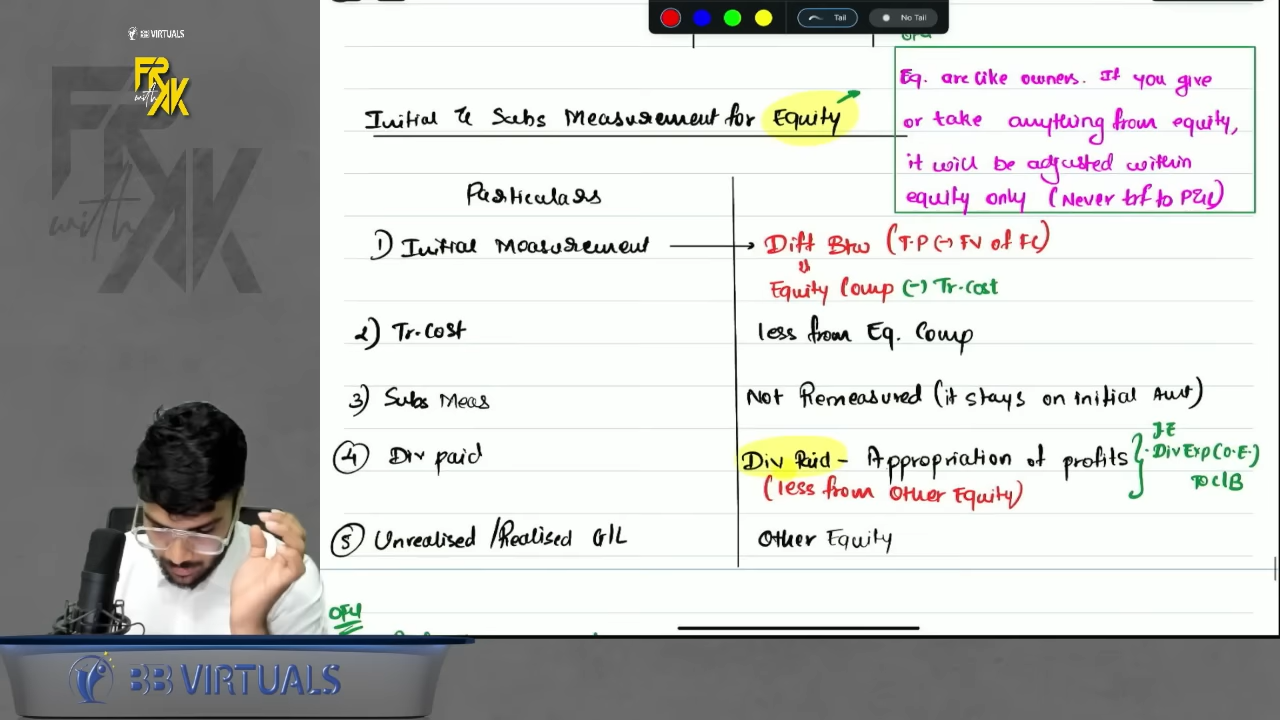 Tail
No Tail
BB VIRTUALS
FR
with AK
Eq. are like owners. If you give
or take anything from equity,
it will be adjusted within
equity only (Never trf to P&L)
Initial & Subs Measurement for Equity
Particulars
1) Initial Measurement
Diff Btw (T.P (-) FV of FL)
Equity Comp (-) Tr.cost
2) Tr.cost
less from Eq. Comp
3) Subs Meas
Not Remeasured (it stays on initial Amt)
4 Div paid
Div Paid - Appropriation of profits
(less from Other Equity)
JE
Div Exp (O.E.)
To C/B
5 Unrealised /Realised G/L
Other Equity
BB VIRTUALS